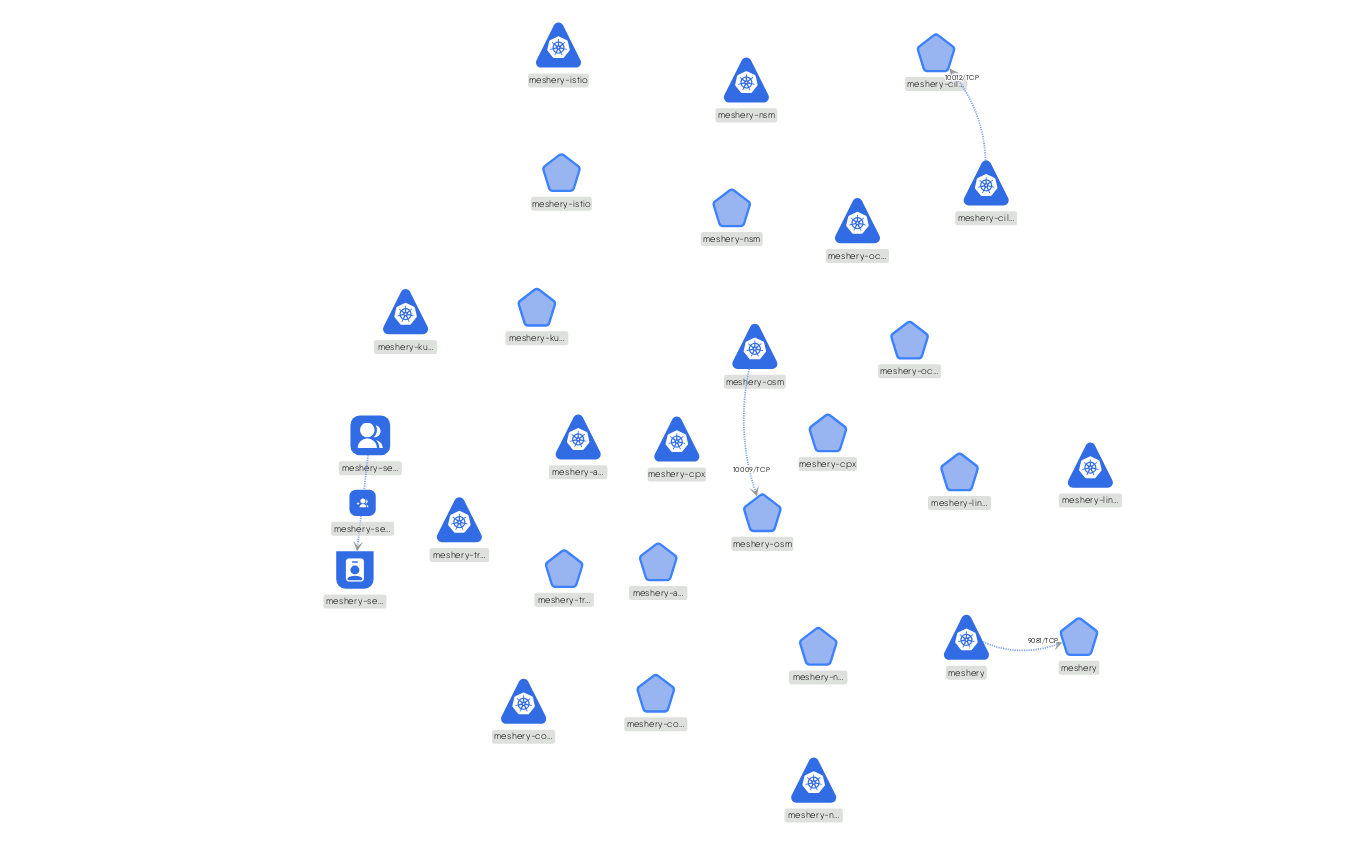 meshery-istio
meshery-cil...
10012/TCP
meshery-nsm
meshery-istio
meshery-cil...
meshery-nsm
meshery-oc...
meshery-ku...
meshery-ku...
meshery-oc...
meshery-osm
meshery-se...
meshery-a...
meshery-cpx
10009/TCP
meshery-cpx
meshery-lin...
meshery-lin...
meshery-se...
meshery-tr...
meshery-osm
meshery-se...
meshery-tr...
meshery-a...
9081/TCP
meshery-n...
meshery
meshery
meshery-co...
meshery-co...
meshery-n...